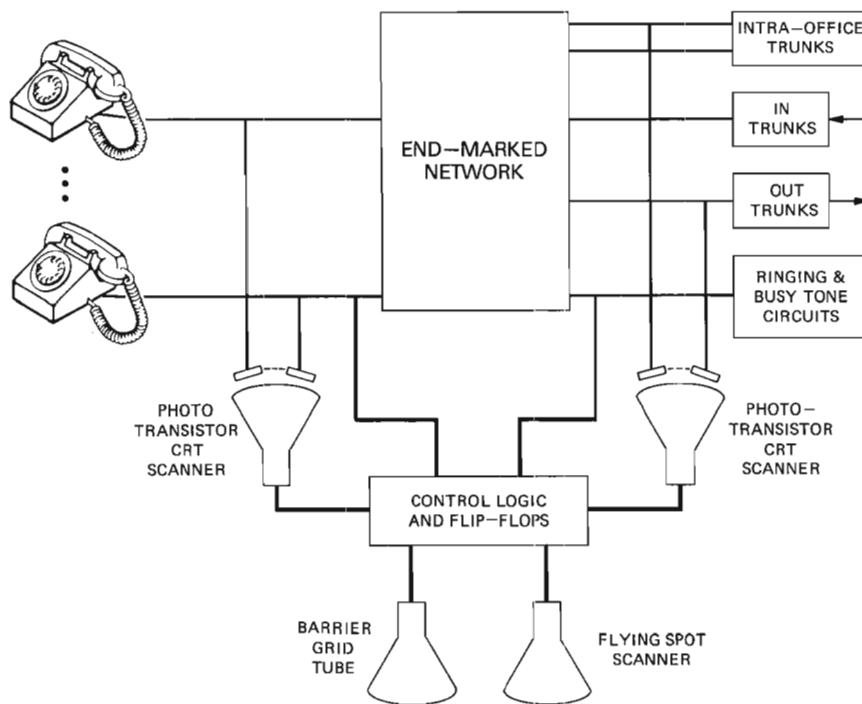 INTRA-OFFICE
TRUNKS
END-MARKED
NETWORK
IN
TRUNKS
OUT
TRUNKS
RINGING &
BUSY TONE
CIRCUITS
PHOTO
TRANSISTOR
CRT
SCANNER
PHOTO-
TRANSISTOR
CRT
SCANNER
CONTROL LOGIC
AND FLIP-FLOPS
BARRIER
GRID
TUBE
FLYING SPOT
SCANNER